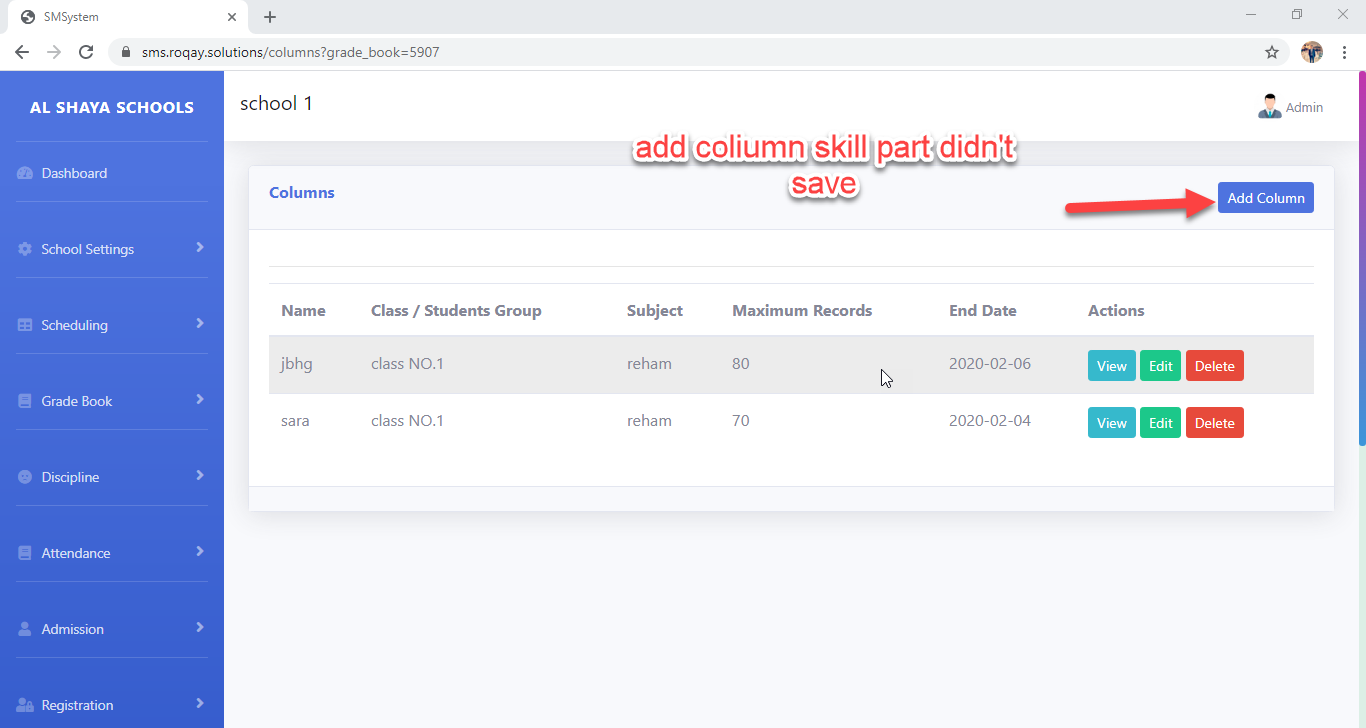 SMSystem
sms.roqay.solutions/columns?grade_book=5907
AL SHAYA SCHOOLS
school 1
Admin
add coliumn skill part didn't
save
Dashboard
School Settings
Scheduling
Grade Book
Discipline
Attendance
Admission
Registration
Columns
Add Column
Name Class / Students Group Subject Maximum Records End Date Actions
jbhg class NO.1 reham 80 2020-02-06 View Edit Delete
sara class NO.1 reham 70 2020-02-04 View Edit Delete